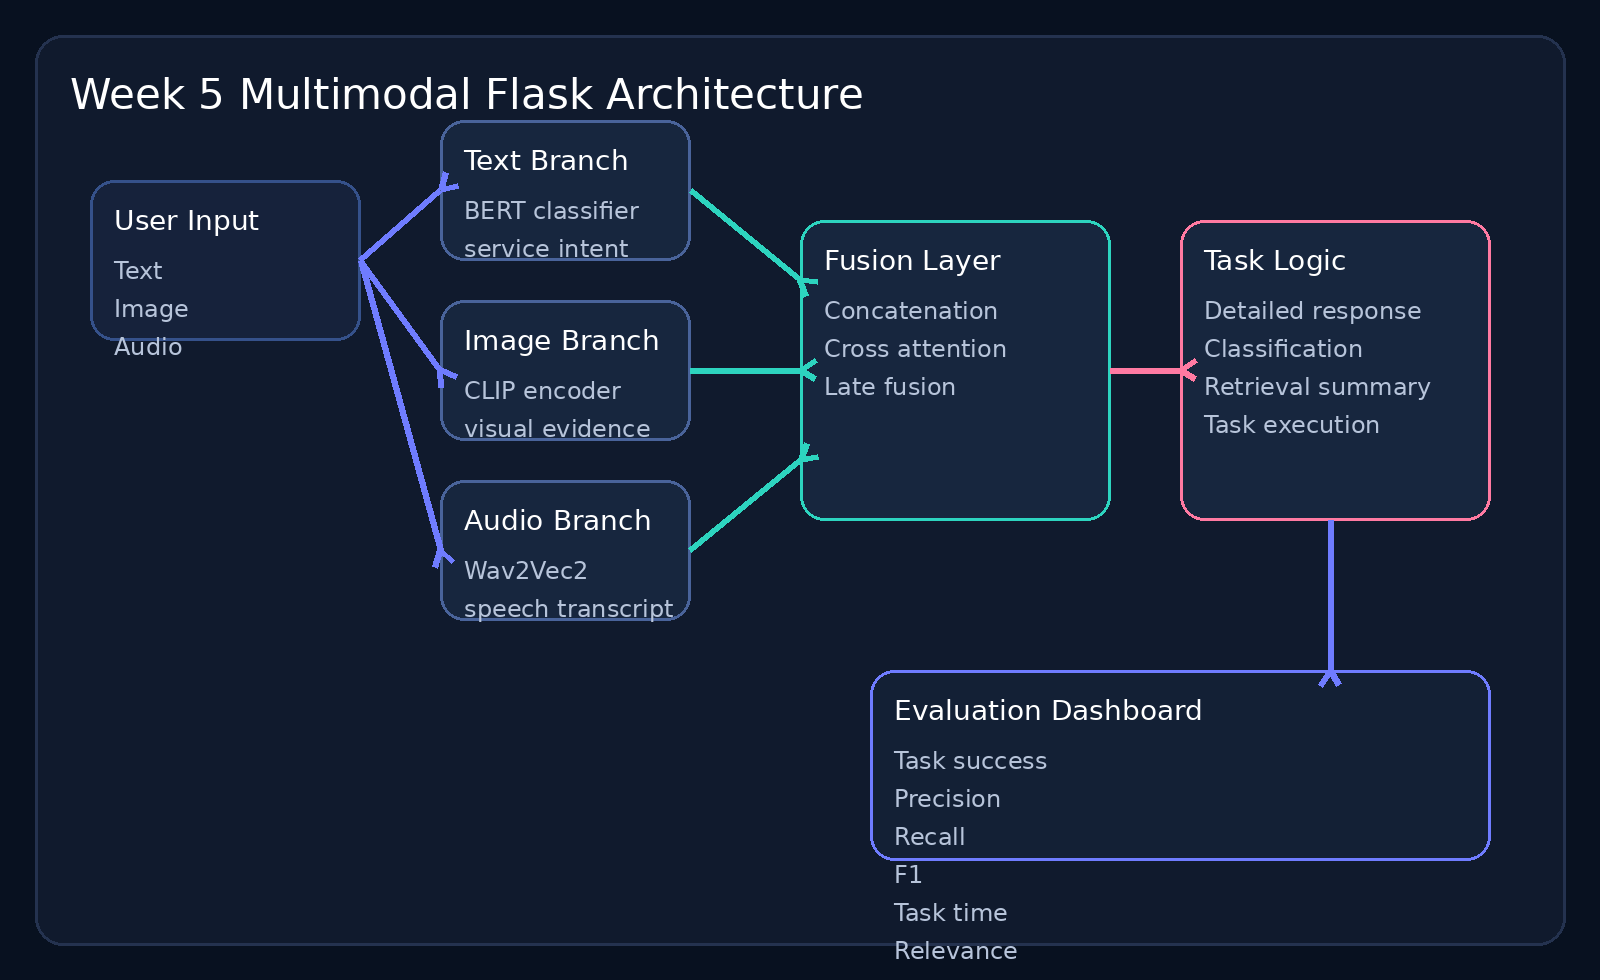 Week 5 Multimodal Flask Architecture
User Input
Text
Image
Audio
Text Branch
BERT classifier
service intent
Image Branch
CLIP encoder
visual evidence
Audio Branch
Wav2Vec2
speech transcript
Fusion Layer
Concatenation
Cross attention
Late fusion
Task Logic
Detailed response
Classification
Retrieval summary
Task execution
Evaluation Dashboard
Task success
Precision
Recall
F1
Task time
Relevance